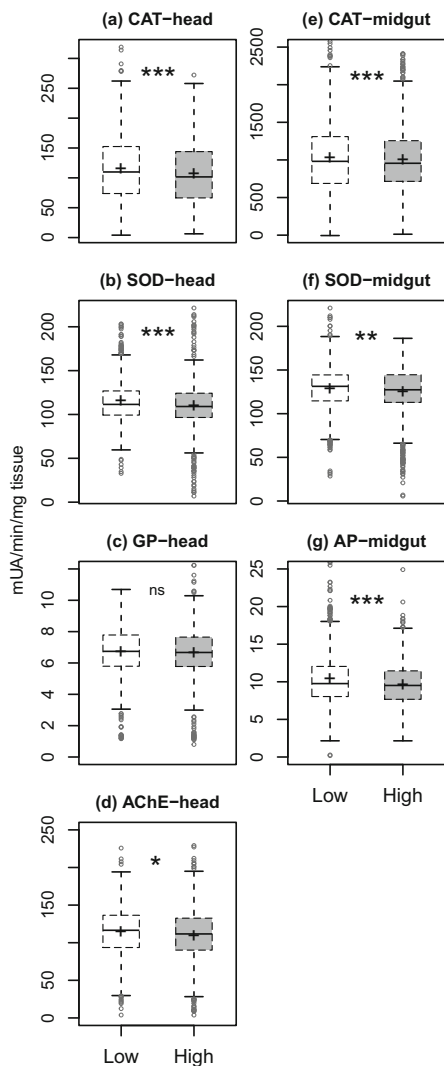 (a) CAT−head
(e) CAT−midgut
***
***
0 50 150 250
0 500 1500 2500
(b) SOD−head
(f) SOD−midgut
***
**
0 50 100 150 200
0 50 100 150 200
mUA/min/mg tissue
(c) GP−head
(g) AP−midgut
ns
***
0 2 4 6 8 10
0 5 10 15 20 25
Low High
(d) AChE−head
*
0 50 150 250
Low High